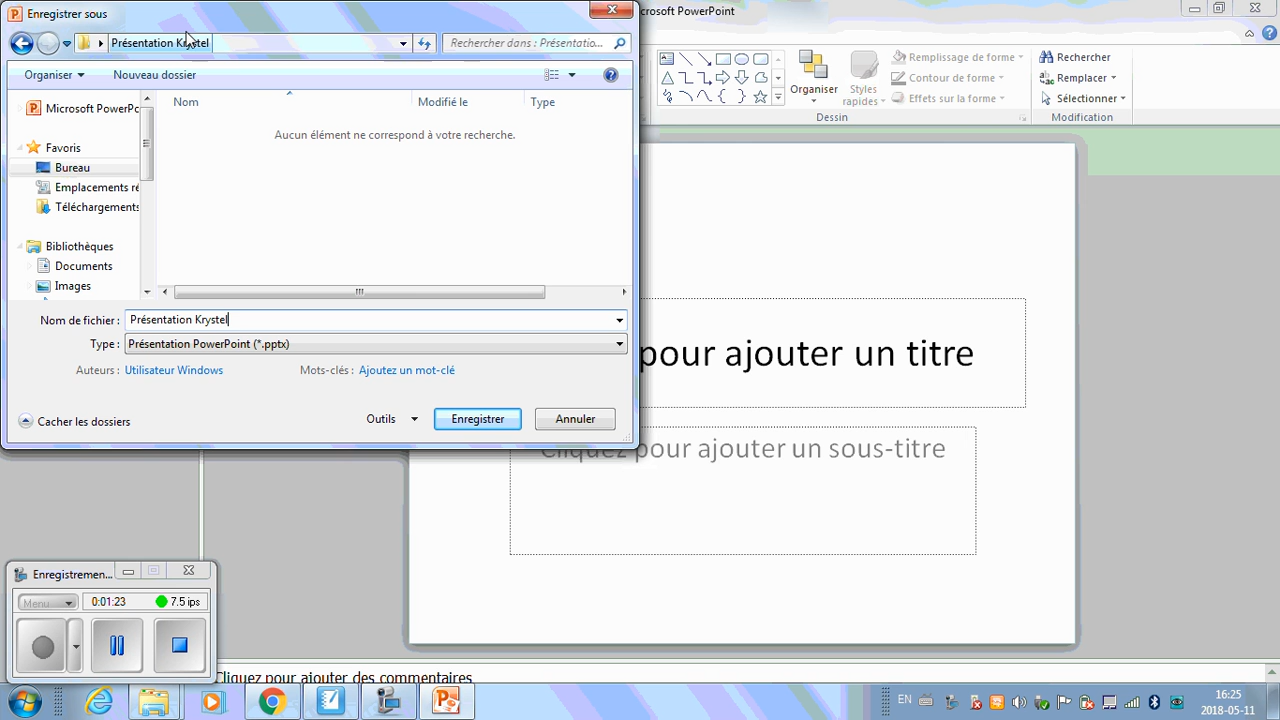 Enregistrer sous
Microsoft PowerPoint
Présentation Krystel
Rechercher dans : Présentatio...
Organiser
Nouveau dossier
Microsoft PowerPo
Favoris
Bureau
Emplacements ré
Téléchargements
Bibliothèques
Documents
Images
Nom
Modifié le
Type
Aucun élément ne correspond à votre recherche.
Nom de fichier : Présentation Krystel
Type : Présentation PowerPoint (*.pptx)
Auteurs : Utilisateur Windows
Mots-clés : Ajoutez un mot-clé
Cacher les dossiers
Outils
Enregistrer
Annuler
Organiser
Styles
rapides
Remplissage de forme
Contour de forme
Effets sur la forme
Dessin
Rechercher
Remplacer
Sélectionner
Modification
pour ajouter un titre
Cliquez pour ajouter un sous-titre
Enregistremen...
Menu
0:01:23
7.5 ips
Cliquez pour ajouter des commentaires
EN
16:25
2018-05-11